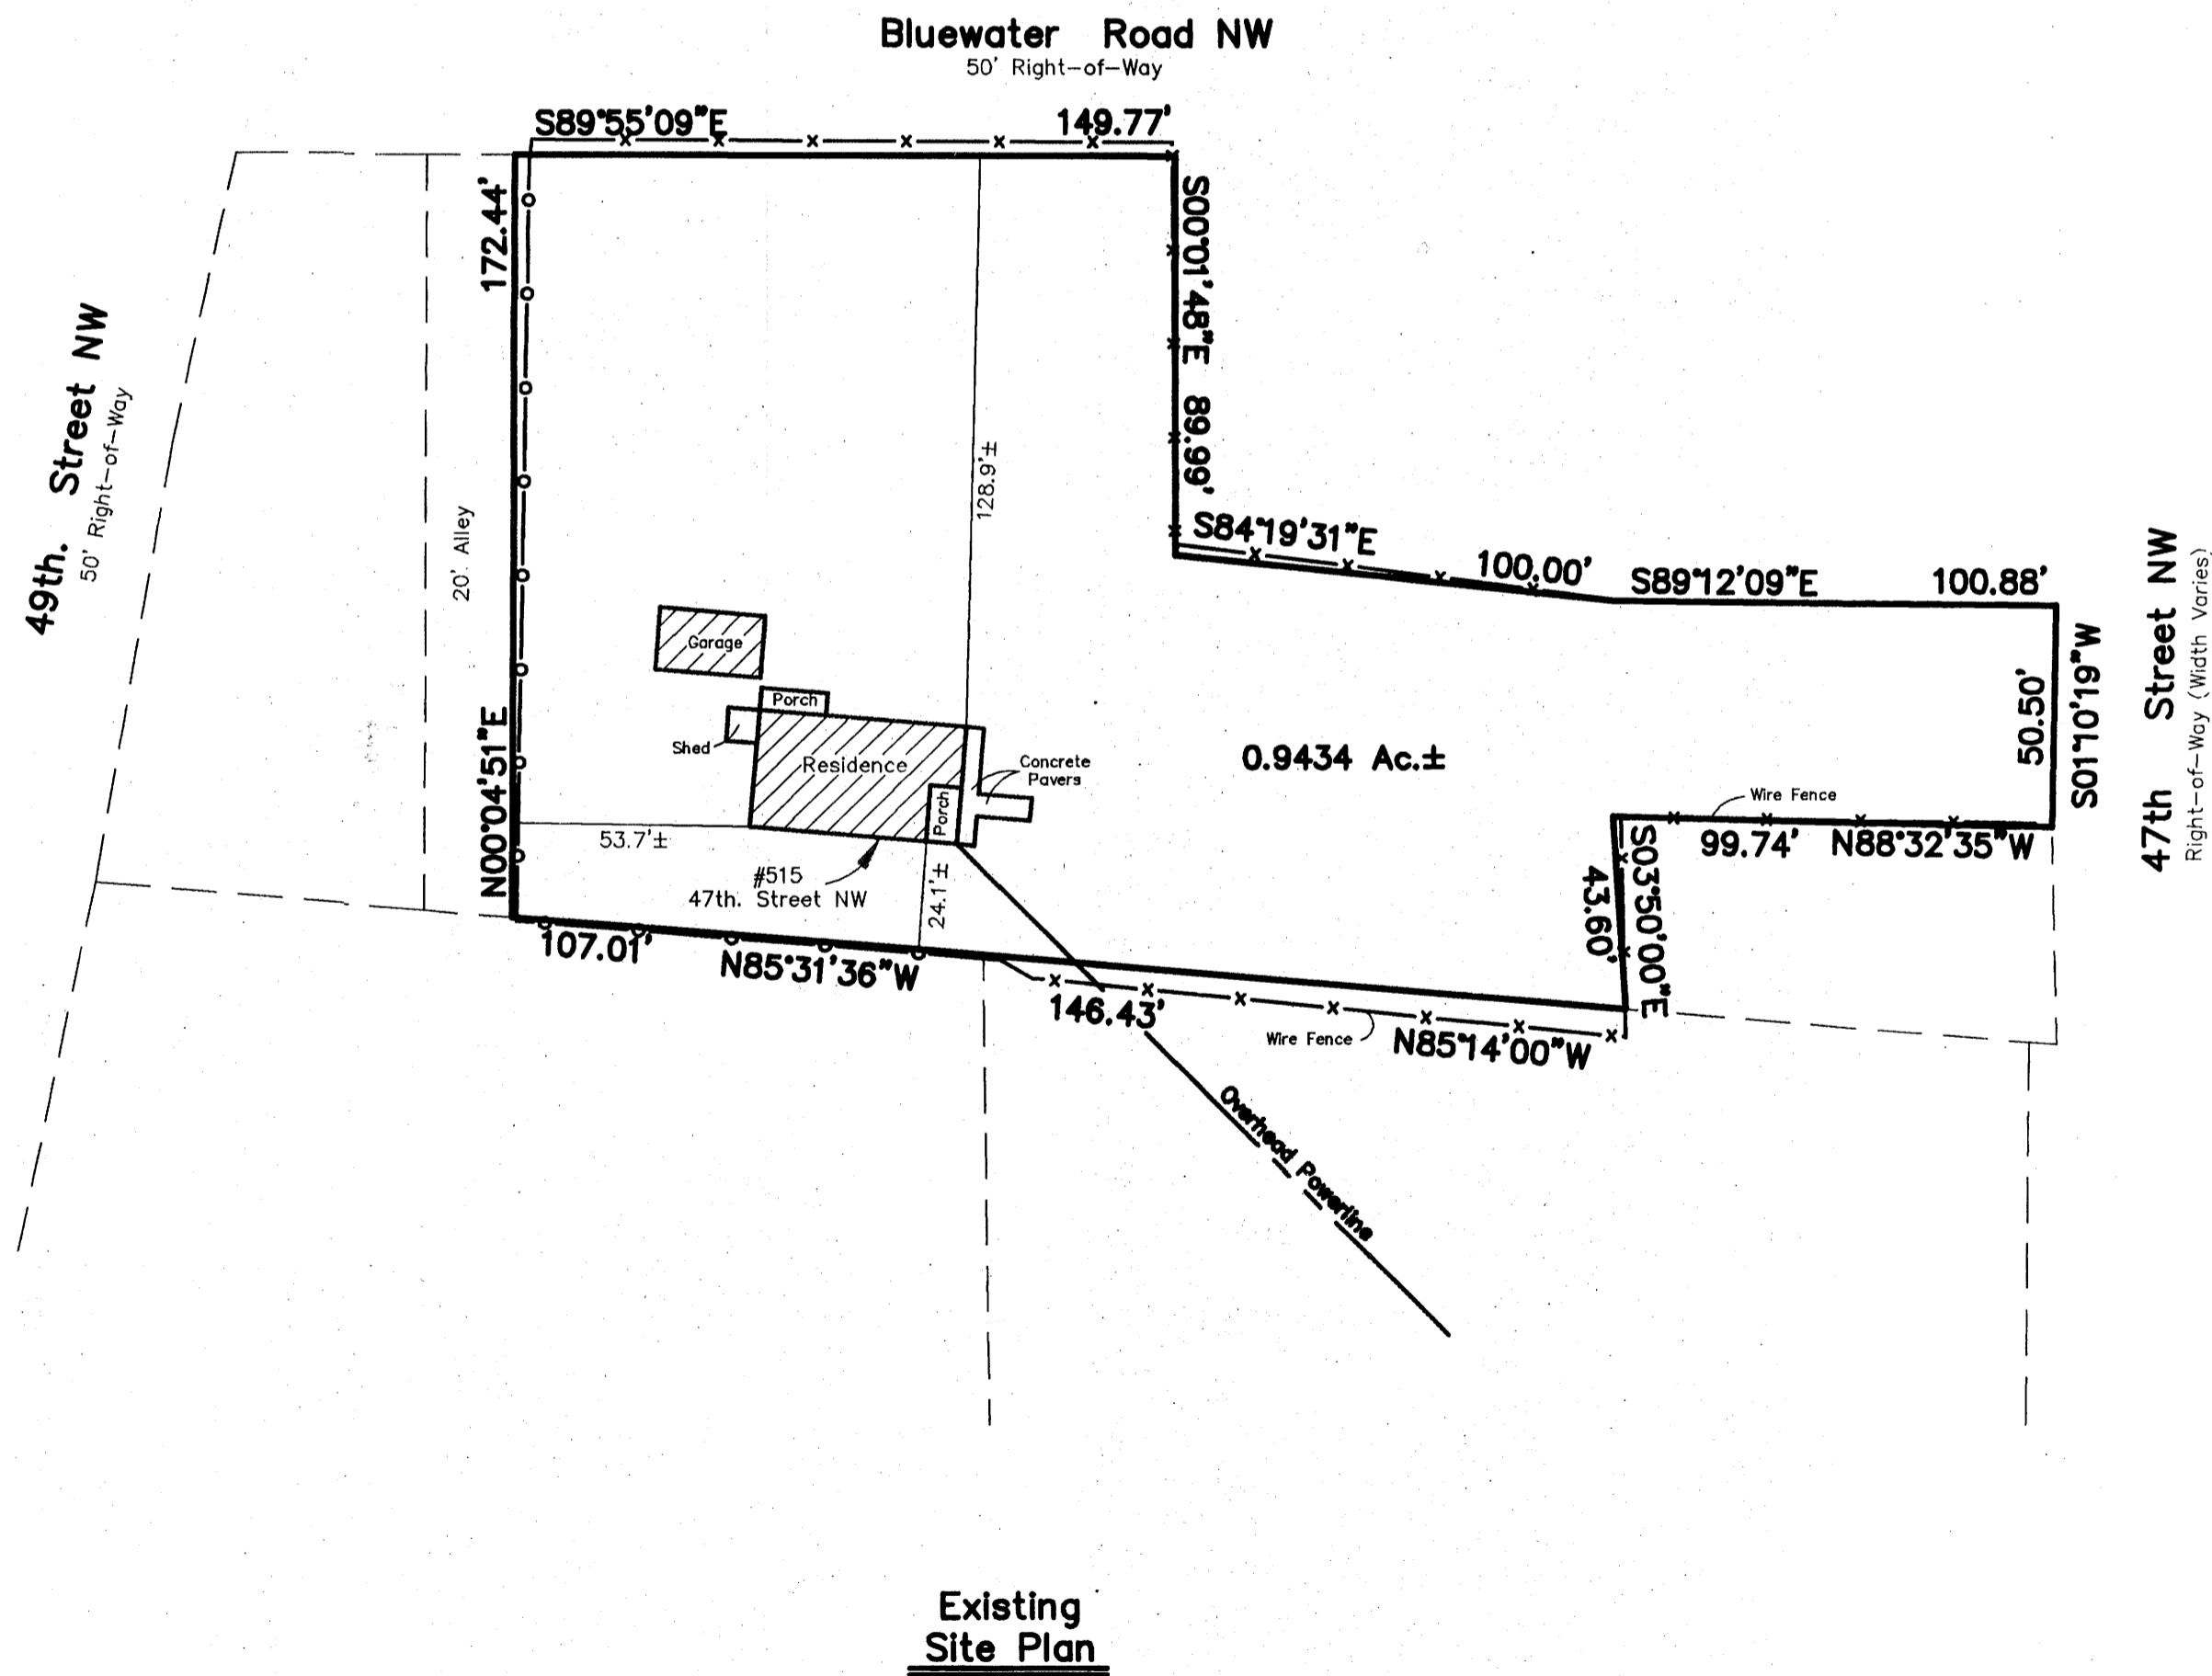 Bluewater Road NW
50' Right-of-Way
S89°55'09"E 149.77'
172.44'
N00°04'51"E
S00°01'48"E 89.99'
49th. Street NW
50' Right-of-Way
20' Alley
128.9'±
S84°19'31"E 100.00'
S89°12'09"E 100.88'
S01°10'19"W
50.50'
47th Street NW
Right-of-Way (Width Varies)
Garage
Porch
Shed
Residence
Porch
Concrete
Pavers
0.9434 Ac.±
Wire Fence
99.74' N88°32'35"W
S03°50'00"E
43.60'
53.7'±
#515
47th. Street NW
24.1'±
107.01'
N85°31'36"W
146.43'
Wire Fence
N85°14'00"W
Overhead Powerline
Existing
Site Plan